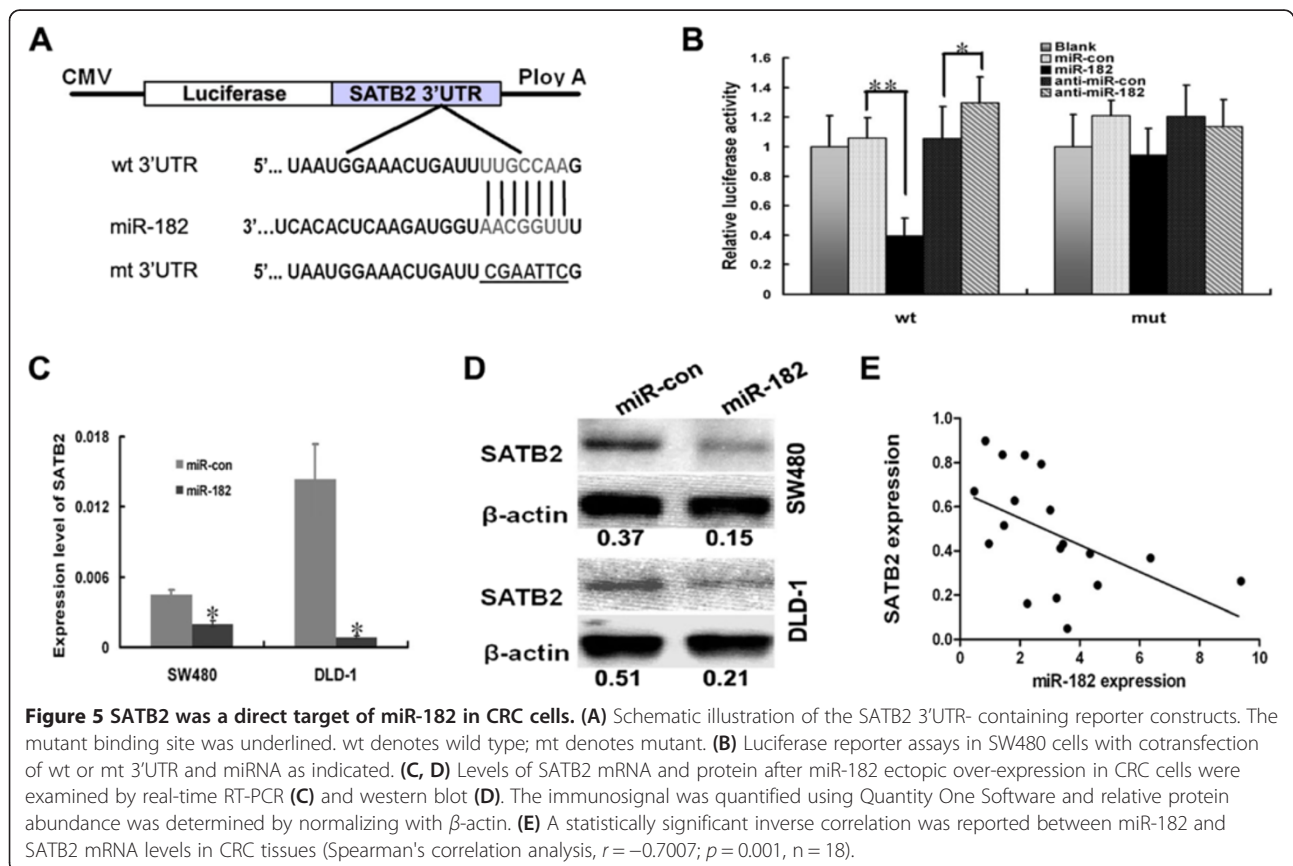 A
CMV
Ploy A
Luciferase
SATB2 3'UTR
wt 3'UTR
5'... UAAUGGAAACUGAUUUUGCCAAG
miR-182
3'...UCACACUCAAGAUGGUAACGGUUU
mt 3'UTR
5'... UAAUGGAAACUGAUU CGAATTCG
B
Relative luciferase activity
1.6
1.4
1.2
1
0.8
0.6
0.4
0.2
0
**
*
Blank
miR-con
miR-182
anti-miR-con
anti-miR-182
wt
mut
C
Expression level of SATB2
0.018
0.012
0.006
0
miR-con
miR-182
*
*
SW480
DLD-1
D
miR-con
miR-182
SATB2
β-actin
0.37 0.15
SW480
SATB2
β-actin
0.51 0.21
DLD-1
E
SATB2 expression
1.0
0.8
0.6
0.4
0.2
0.0
0 2 4 6 8 10
miR-182 expression
Figure 5 SATB2 was a direct target of miR-182 in CRC cells. (A) Schematic illustration of the SATB2 3'UTR- containing reporter constructs. The
mutant binding site was underlined. wt denotes wild type; mt denotes mutant. (B) Luciferase reporter assays in SW480 cells with cotransfection
of wt or mt 3'UTR and miRNA as indicated. (C, D) Levels of SATB2 mRNA and protein after miR-182 ectopic over-expression in CRC cells were
examined by real-time RT-PCR (C) and western blot (D). The immunosignal was quantified using Quantity One Software and relative protein
abundance was determined by normalizing with β-actin. (E) A statistically significant inverse correlation was reported between miR-182 and
SATB2 mRNA levels in CRC tissues (Spearman's correlation analysis, r = −0.7007; p = 0.001, n = 18).